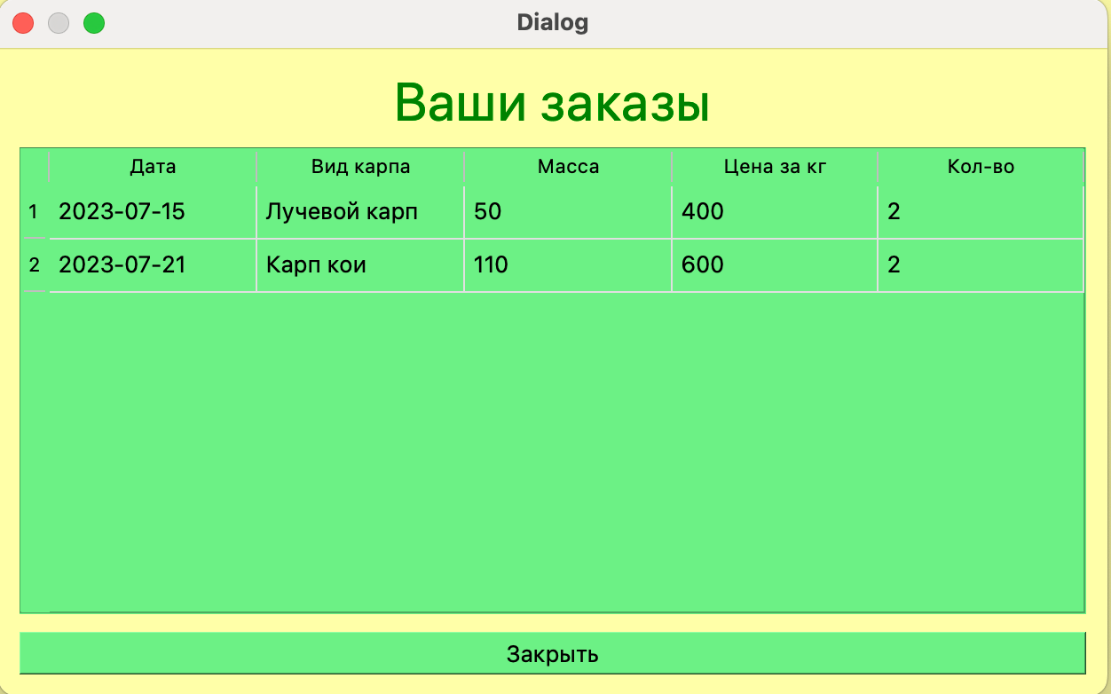 Dialog
Ваши заказы
Дата Вид карпа Масса Цена за кг Кол-во
1 2023-07-15 Лучевой карп 50 400 2
2 2023-07-21 Карп кои 110 600 2
Закрыть